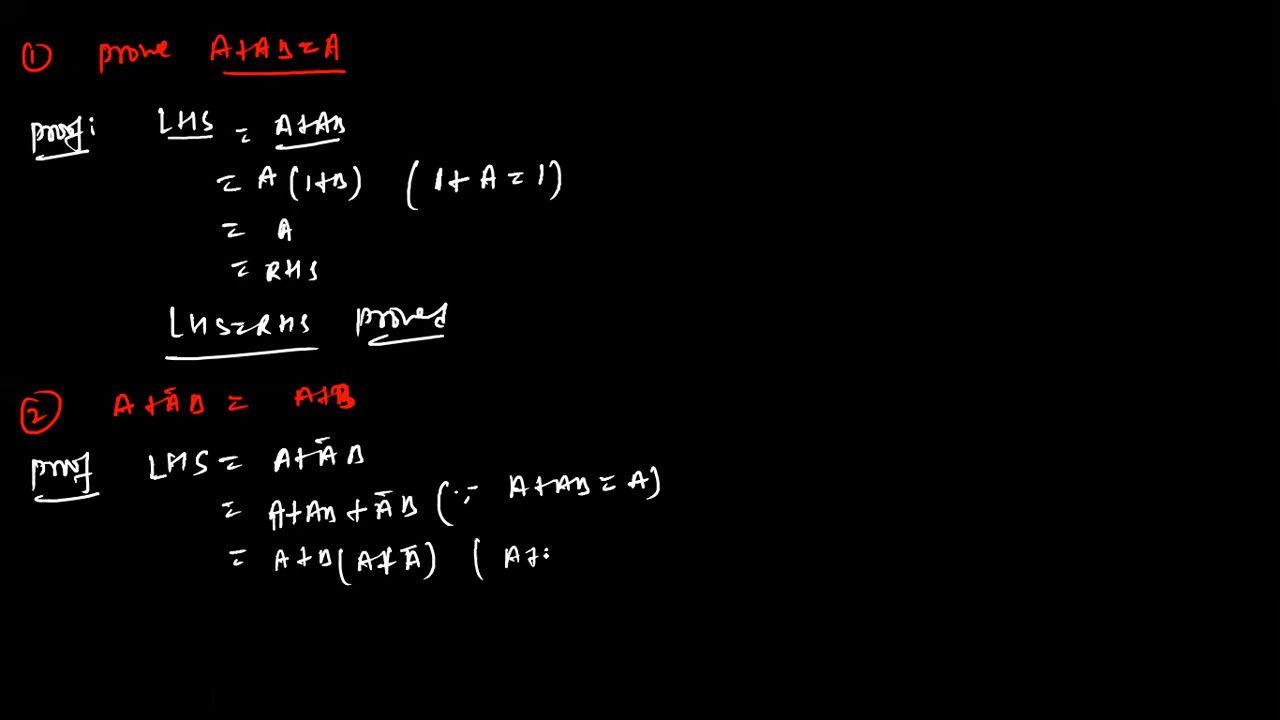 ① prove A+AB=A
proof: LHS = A+AB
= A(1+B) (1+A=1)
= A
= RHS
LHS=RHS proved
② A+ĀB = A+B
proof LHS = A+ĀB
= A+AB+ĀB (∵ A+AB=A)
= A+B(A+Ā) (A+